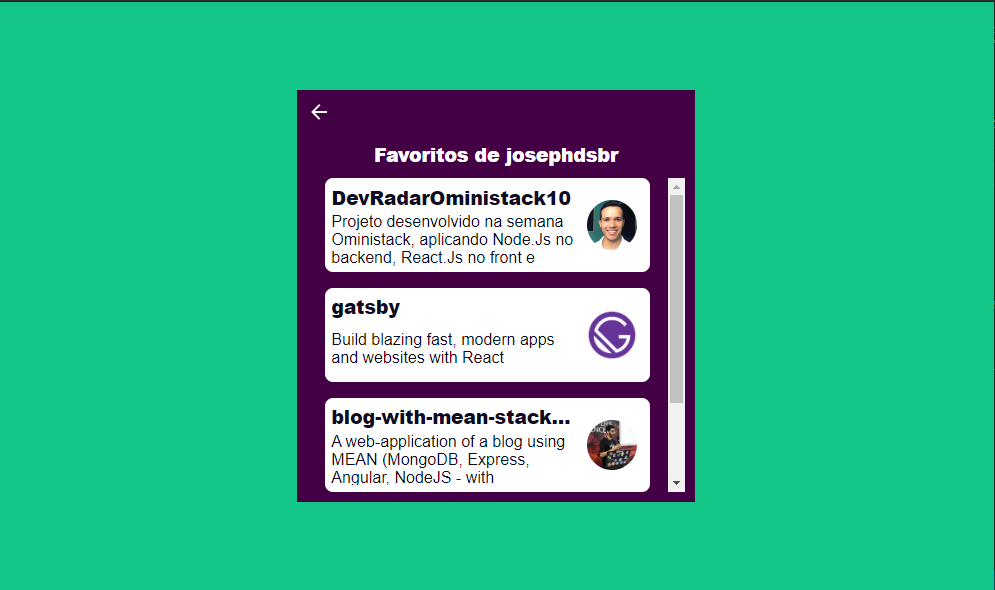 Favoritos de josephdsbr
DevRadarOministack10
Projeto desenvolvido na semana
Oministack, aplicando Node.Js no
backend, React.Js no front e
gatsby
Build blazing fast, modern apps
and websites with React
blog-with-mean-stack...
A web-application of a blog using
MEAN (MongoDB, Express,
Angular, NodeJS - with